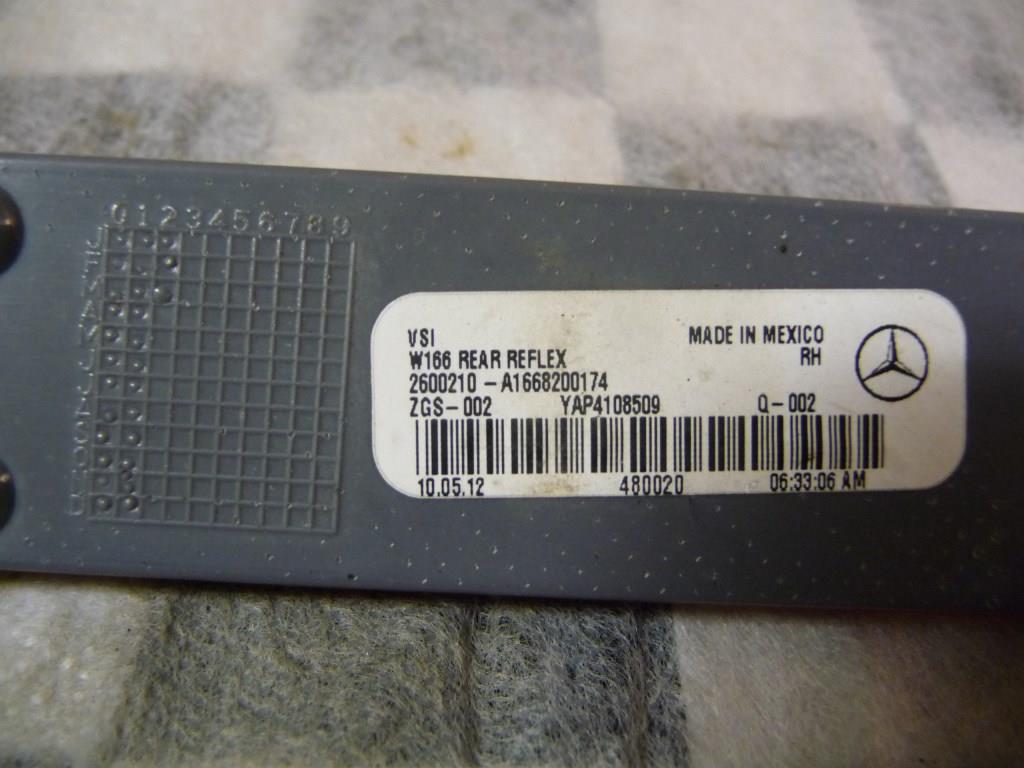 0123456789
J
F
M
A
M
J
J
A
S
O
N
D
VSI MADE IN MEXICO
W166 REAR REFLEX RH
2600210 -A1668200174
ZGS-002 YAP4108509 Q-002
10.05.12 480020 06:33:06 AM